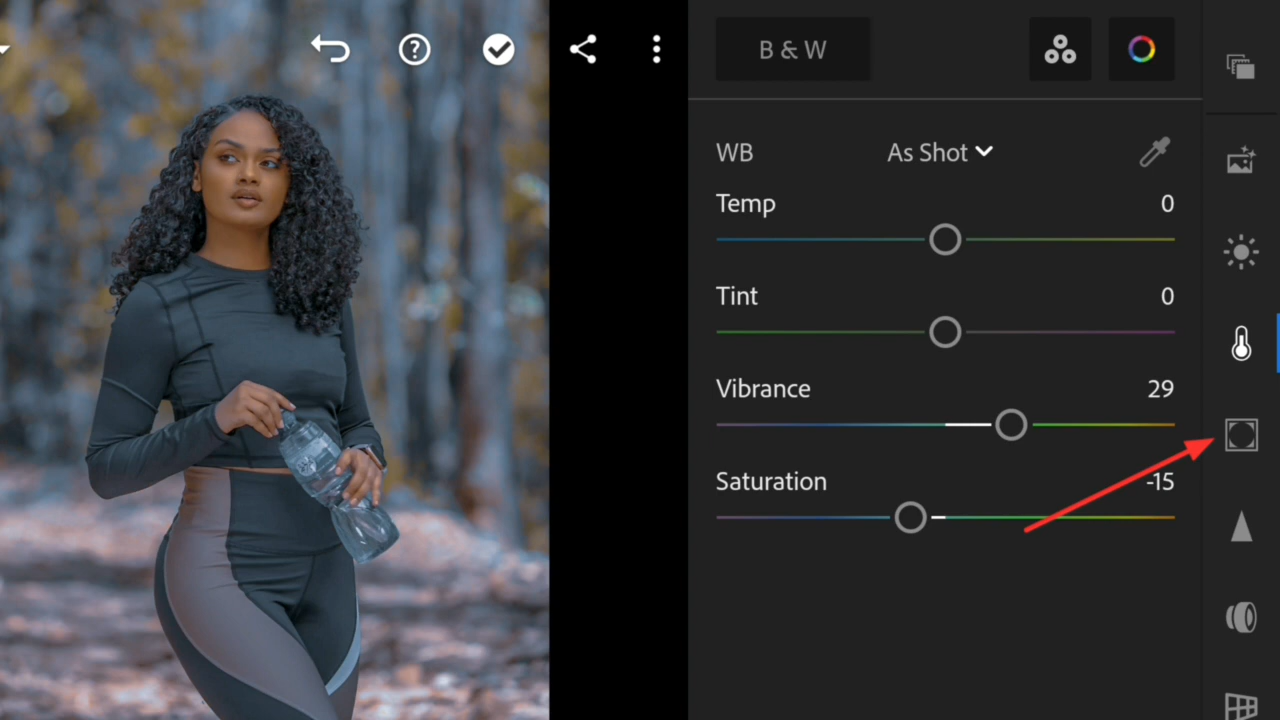 B & W
WB As Shot
Temp 0
Tint 0
Vibrance 29
Saturation -15